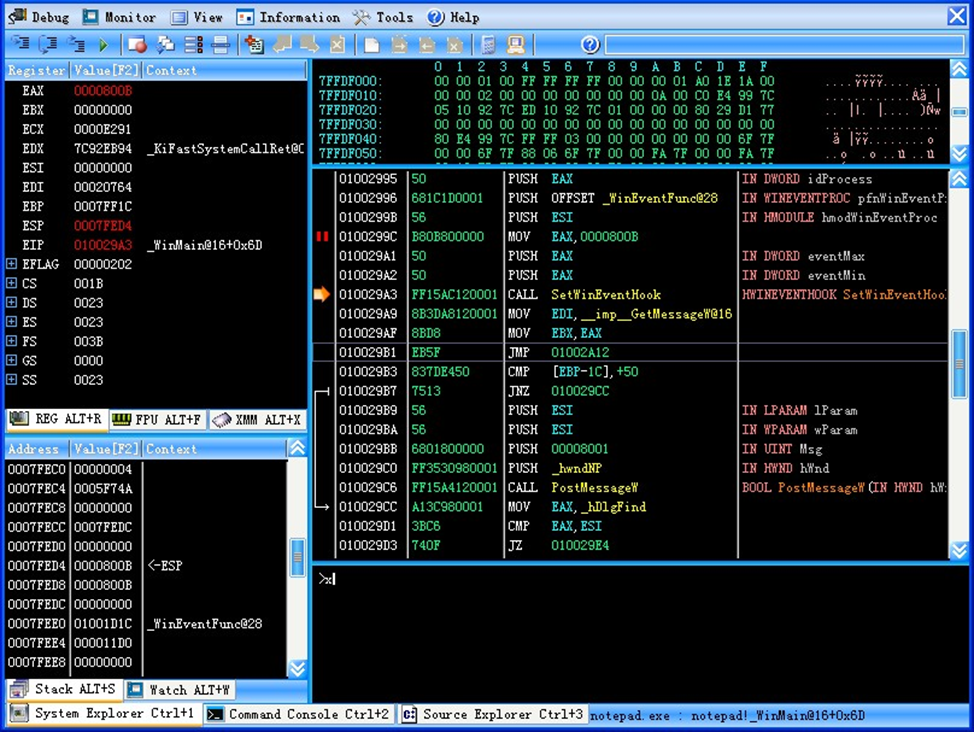 Debug Monitor View Information Tools Help
Register Value[F2] Context
EAX 0000800B
EBX 00000000
ECX 0000E291
EDX 7C92EB94 _KiFastSystemCallRet@0
ESI 00000000
EDI 00020764
EBP 0007FF1C
ESP 0007FED4
EIP 010029A3 _WinMain@16+0x6D
EFLAG 00000202
CS 001B
DS 0023
ES 0023
FS 003B
GS 0000
SS 0023
REG ALT+R FPU ALT+F XMM ALT+X
Address Value[F2] Context
0007FEC0 00000004
0007FEC4 0005F74A
0007FEC8 00000000
0007FECC 0007FEDC
0007FED0 00000000
0007FED4 0000800B <-ESP
0007FED8 0000800B
0007FEDC 00000000
0007FEE0 01001D1C _WinEventFunc@28
0007FEE4 000011D0
0007FEE8 00000000
Stack ALT+S Watch ALT+W
0 1 2 3 4 5 6 7 8 9 A B C D E F
7FFDF000: 00 00 01 00 FF FF FF FF 00 00 01 A0 1E 1A 00
7FFDF010: 00 00 02 00 00 00 00 00 0A 00 C0 E4 99 7C
7FFDF020: 05 10 92 7C ED 10 92 7C 01 00 00 00 80 29 D1 77
7FFDF030: 00 00 00 00 00 00 00 00 00 00 00 00 00 00 00 00
7FFDF040: 80 E4 99 7C FF FF 03 00 00 00 00 00 00 00 6F 7F
7FFDF050: 00 00 6F 7F 88 06 6F 7F 00 00 FA 7F 00 00 FA 7F
01002995 50 PUSH EAX IN DWORD idProcess
01002996 681C1D0001 PUSH OFFSET _WinEventFunc@28 IN WINEVENTPROC pfnWinEventP
0100299B 56 PUSH ESI IN HMODULE hmodWinEventProc
0100299C B80B800000 MOV EAX,0000800B
010029A1 50 PUSH EAX IN DWORD eventMax
010029A2 50 PUSH EAX IN DWORD eventMin
010029A3 FF15AC120001 CALL SetWinEventHook HWINEVENTHOOK SetWinEventHoo
010029A9 8B3DA8120001 MOV EDI,__imp__GetMessageW@16
010029AF 8BD8 MOV EBX,EAX
010029B1 EB5F JMP 01002A12
010029B3 837DE450 CMP [EBP-1C],+50
010029B7 7513 JNZ 010029CC
010029B9 56 PUSH ESI IN LPARAM lParam
010029BA 56 PUSH ESI IN WPARAM wParam
010029BB 6801800000 PUSH 00008001 IN UINT Msg
010029C0 FF3530980001 PUSH _hwndNP IN HWND hWnd
010029C6 FF15A4120001 CALL PostMessageW BOOL PostMessageW(IN HWND hW
010029CC A13C980001 MOV EAX,_hDlgFind
010029D1 3BC6 CMP EAX,ESI
010029D3 740F JZ 010029E4
>x
System Explorer Ctrl+1 Command Console Ctrl+2 Source Explorer Ctrl+3 notepad.exe : notepad!_WinMain@16+0x6D